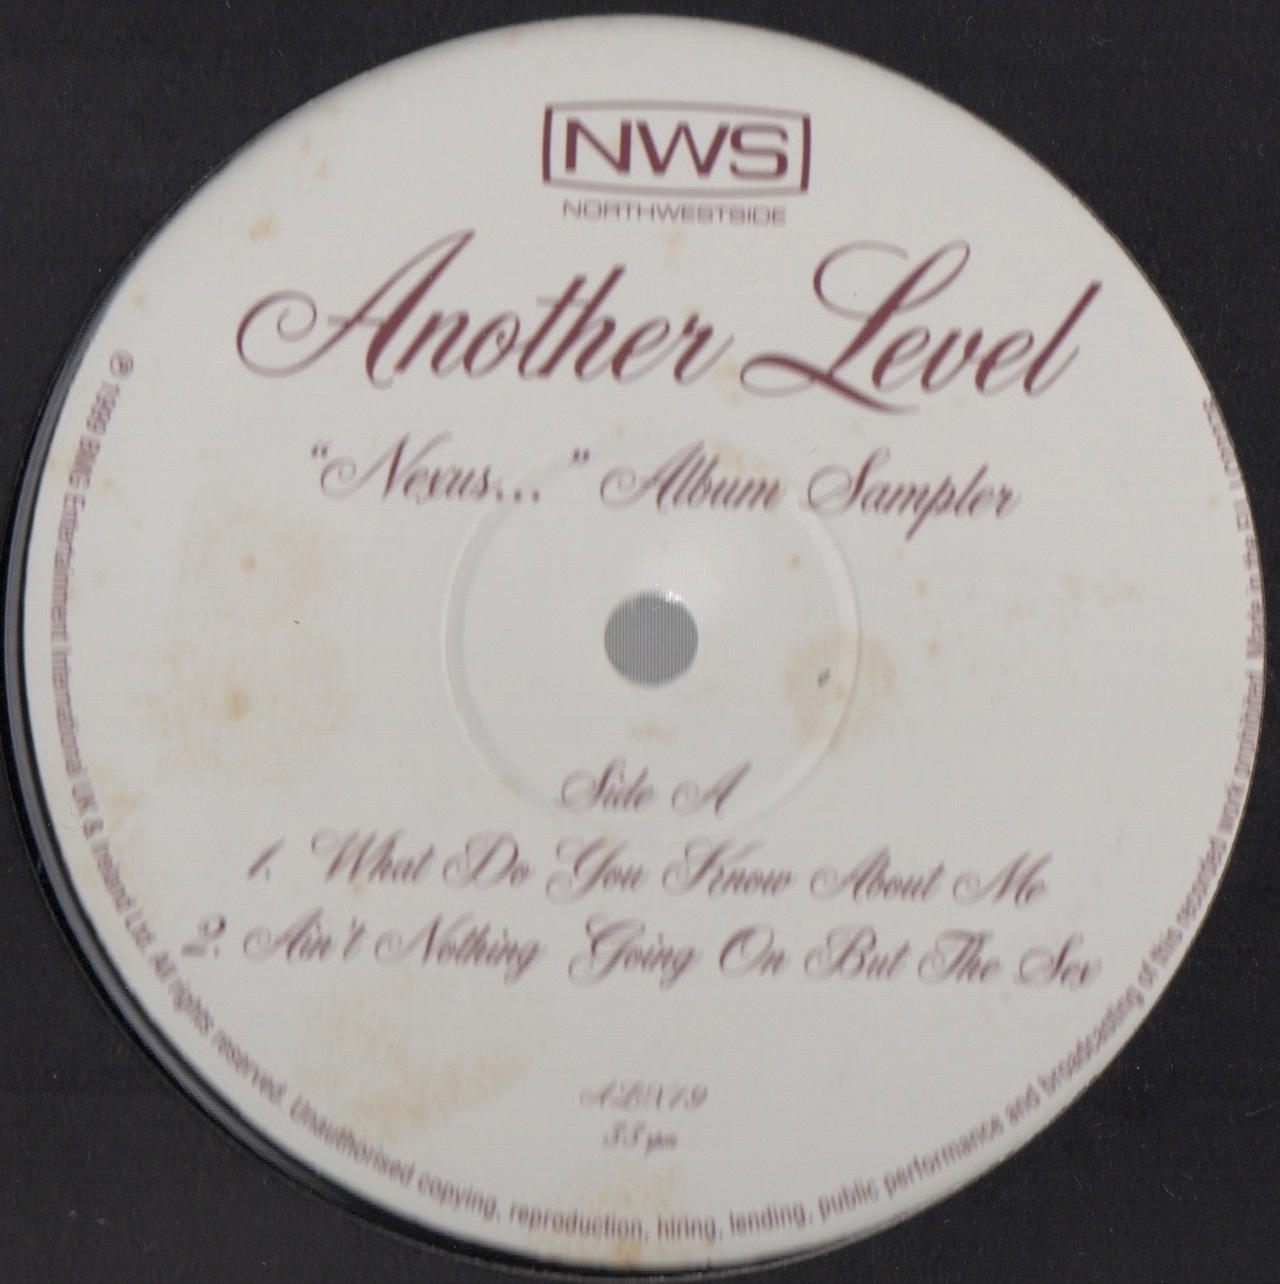 NWS
NORTHWESTSIDE
Another Level
"Nexus..." Album Sampler
Side A
1. What Do You Know About Me
2. Ain't Nothing Going On But The Sex
33 rpm
℗ 1999 BMG Entertainment International UK & Ireland Ltd. All rights reserved. Unauthorised copying, reproduction, hiring, lending, public performance and broadcasting of this recorded work prohibited. Made in the EU